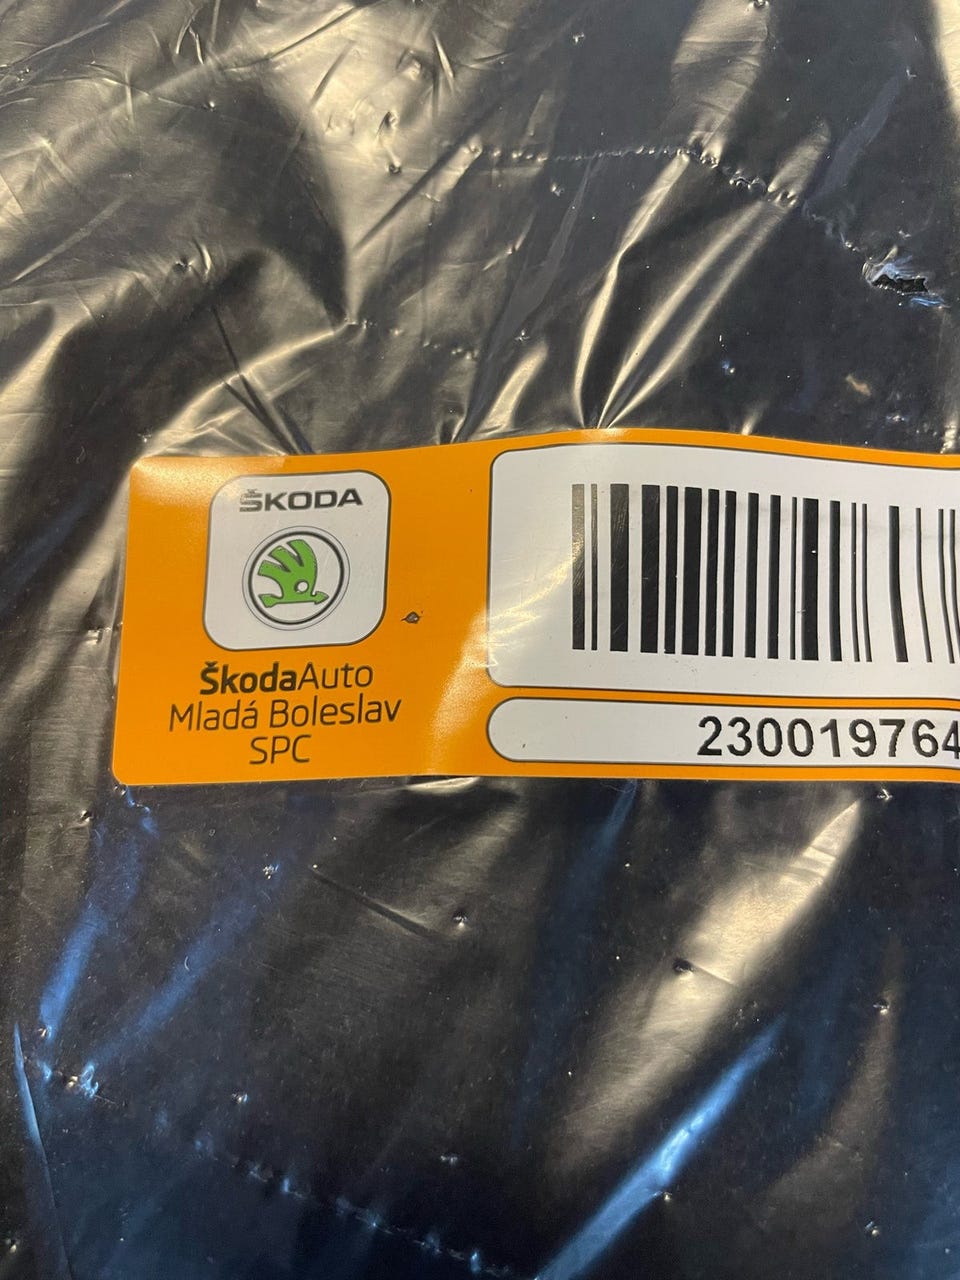 ŠKODA
ŠkodaAuto
Mladá Boleslav
SPC
230019764